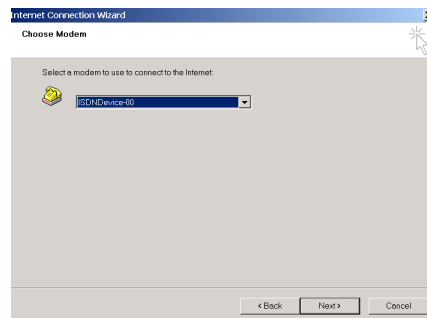 Internet Connection Wizard
Choose Modem
Select a modem to use to connect to the Internet:
ISDNDevice-00
< Back Next > Cancel